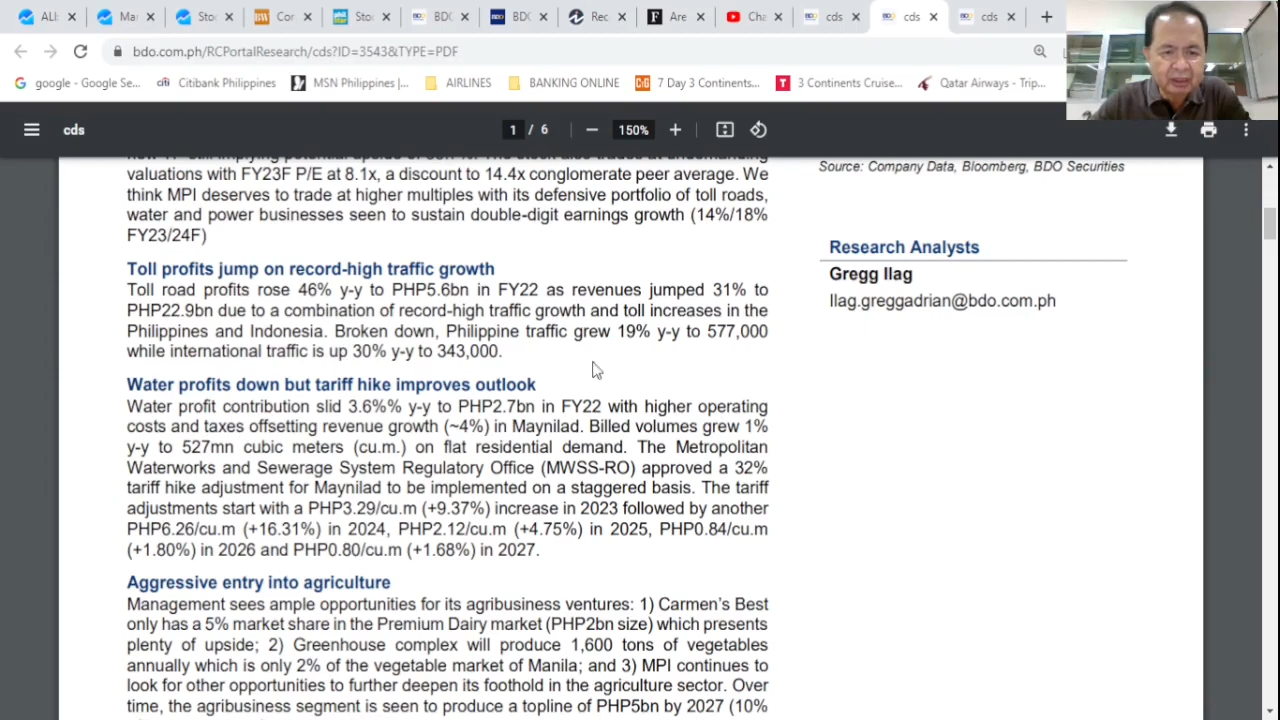 ALI:
Mar
Stoc
Con
Stoc
BDO
BDO
Rec
Are
Cha
cds
cds
cds
bdo.com.ph/RCPortalResearch/cds?ID=3543&TYPE=PDF
google - Google Se...
Citibank Philippines
MSN Philippines |...
AIRLINES
BANKING ONLINE
7 Day 3 Continents...
3 Continents Cruise...
Qatar Airways - Trip...
cds
1 / 6
150%
valuations with FY23F P/E at 8.1x, a discount to 14.4x conglomerate peer average. We
think MPI deserves to trade at higher multiples with its defensive portfolio of toll roads,
water and power businesses seen to sustain double-digit earnings growth (14%/18%
FY23/24F)
Toll profits jump on record-high traffic growth
Toll road profits rose 46% y-y to PHP5.6bn in FY22 as revenues jumped 31% to
PHP22.9bn due to a combination of record-high traffic growth and toll increases in the
Philippines and Indonesia. Broken down, Philippine traffic grew 19% y-y to 577,000
while international traffic is up 30% y-y to 343,000.
Water profits down but tariff hike improves outlook
Water profit contribution slid 3.6%% y-y to PHP2.7bn in FY22 with higher operating
costs and taxes offsetting revenue growth (~4%) in Maynilad. Billed volumes grew 1%
y-y to 527mn cubic meters (cu.m.) on flat residential demand. The Metropolitan
Waterworks and Sewerage System Regulatory Office (MWSS-RO) approved a 32%
tariff hike adjustment for Maynilad to be implemented on a staggered basis. The tariff
adjustments start with a PHP3.29/cu.m (+9.37%) increase in 2023 followed by another
PHP6.26/cu.m (+16.31%) in 2024, PHP2.12/cu.m (+4.75%) in 2025, PHP0.84/cu.m
(+1.80%) in 2026 and PHP0.80/cu.m (+1.68%) in 2027.
Aggressive entry into agriculture
Management sees ample opportunities for its agribusiness ventures: 1) Carmen's Best
only has a 5% market share in the Premium Dairy market (PHP2bn size) which presents
plenty of upside; 2) Greenhouse complex will produce 1,600 tons of vegetables
annually which is only 2% of the vegetable market of Manila; and 3) MPI continues to
look for other opportunities to further deepen its foothold in the agriculture sector. Over
time, the agribusiness segment is seen to produce a topline of PHP5bn by 2027 (10%
Source: Company Data, Bloomberg, BDO Securities
Research Analysts
Gregg Ilag
Ilag.greggadrian@bdo.com.ph